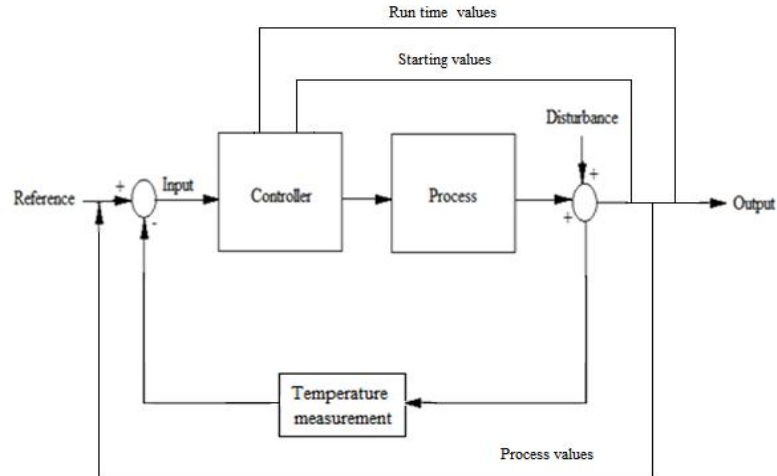 Run time values
Starting values
Disturbance
+
Reference
+
Input
Controller
Process
+
Output
-
Temperature
measurement
Process values